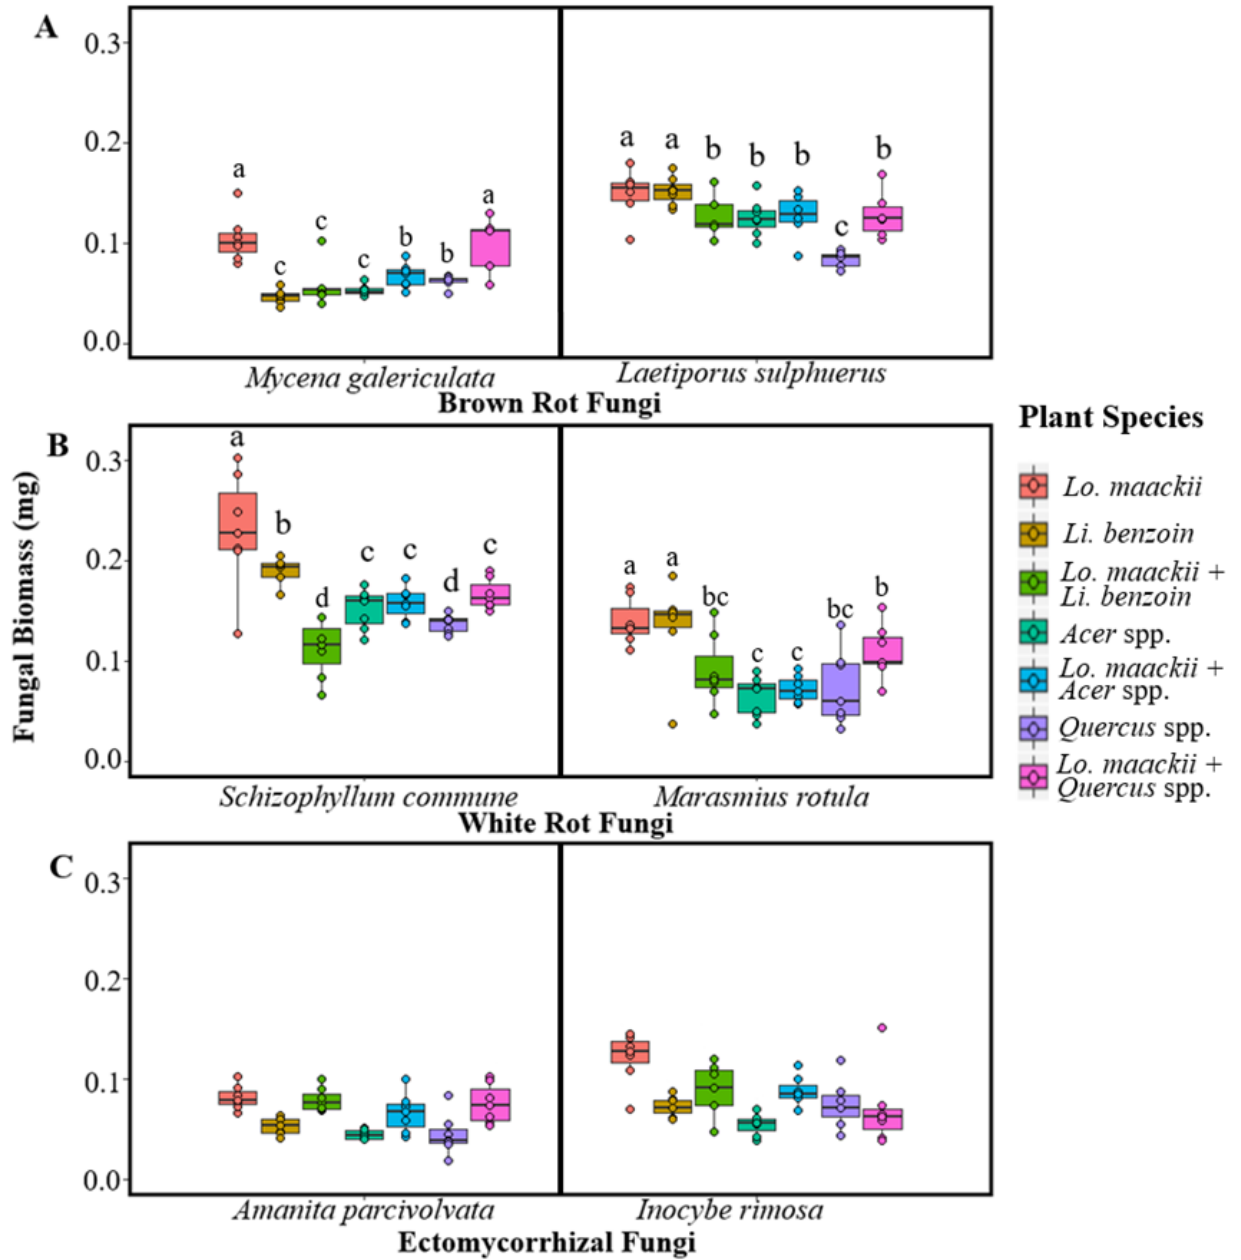 A
0.3
0.2
0.1
0.0
a
c
c
c
b
b
a
a
a
b
b
b
c
b
Mycena galericulata
Laetiporus sulphuerus
Brown Rot Fungi
B
Fungal Biomass (mg)
0.3
0.2
0.1
0.0
a
b
d
c
c
d
c
a
a
bc
c
c
bc
b
Schizophyllum commune
Marasmius rotula
White Rot Fungi
C
0.3
0.2
0.1
0.0
Amanita parcivolvata
Inocybe rimosa
Ectomycorrhizal Fungi
Plant Species
Lo. maackii
Li. benzoin
Lo. maackii +
Li. benzoin
Acer spp.
Lo. maackii +
Acer spp.
Quercus spp.
Lo. maackii +
Quercus spp.